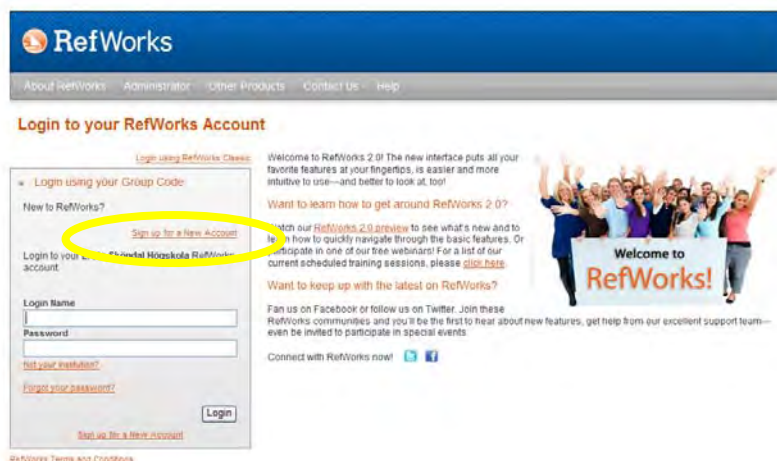 RefWorks
About RefWorks Administrator Other Products Contact Us Help
Login to your RefWorks Account
Login using RefWorks Classic
Login using your Group Code
New to RefWorks?
Sign up for a New Account
Login to your Sköndal Högskola RefWorks
account
Login Name
Password
Not your institution?
Forgot your password?
Login
Sign up for a New Account
RefWorks Terms and Conditions
Welcome to RefWorks 2.0! The new interface puts all your
favorite features at your fingertips, is easier and more
intuitive to use—and better to look at, too!
Want to learn how to get around RefWorks 2.0?
Watch our RefWorks 2.0 preview to see what's new and to
learn how to quickly navigate through the basic features. Or
participate in one of our free webinars! For a list of our
current scheduled training sessions, please click here.
Want to keep up with the latest on RefWorks?
Fan us on Facebook or follow us on Twitter. Join these
RefWorks communities and you'll be the first to hear about new features, get help from our excellent support team—
even be invited to participate in special events.
Connect with RefWorks now!
Welcome to
RefWorks!